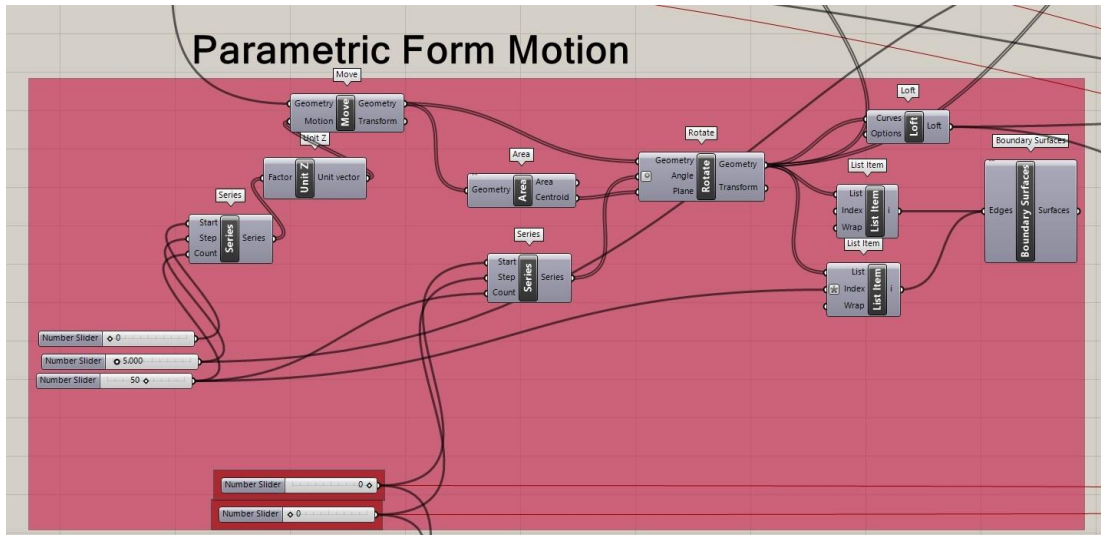 Parametric Form Motion
Move
Geometry Move Geometry
Motion Transform
Unit Z
Factor Unit Z Unit vector
Series
Start
Step Series Series
Count
Area
Geometry Area Area
Centroid
Rotate
Geometry Rotate Geometry
Angle
Plane Transform
Series
Start
Step Series Series
Count
Loft
Curves Loft Loft
Options
List Item
List
Index List Item i
Wrap
List Item
List
Index List Item i
Wrap
Boundary Surfaces
Edges Boundary Surfaces Surfaces
Number Slider 0
Number Slider 5.000
Number Slider 50
Number Slider 0
Number Slider 0